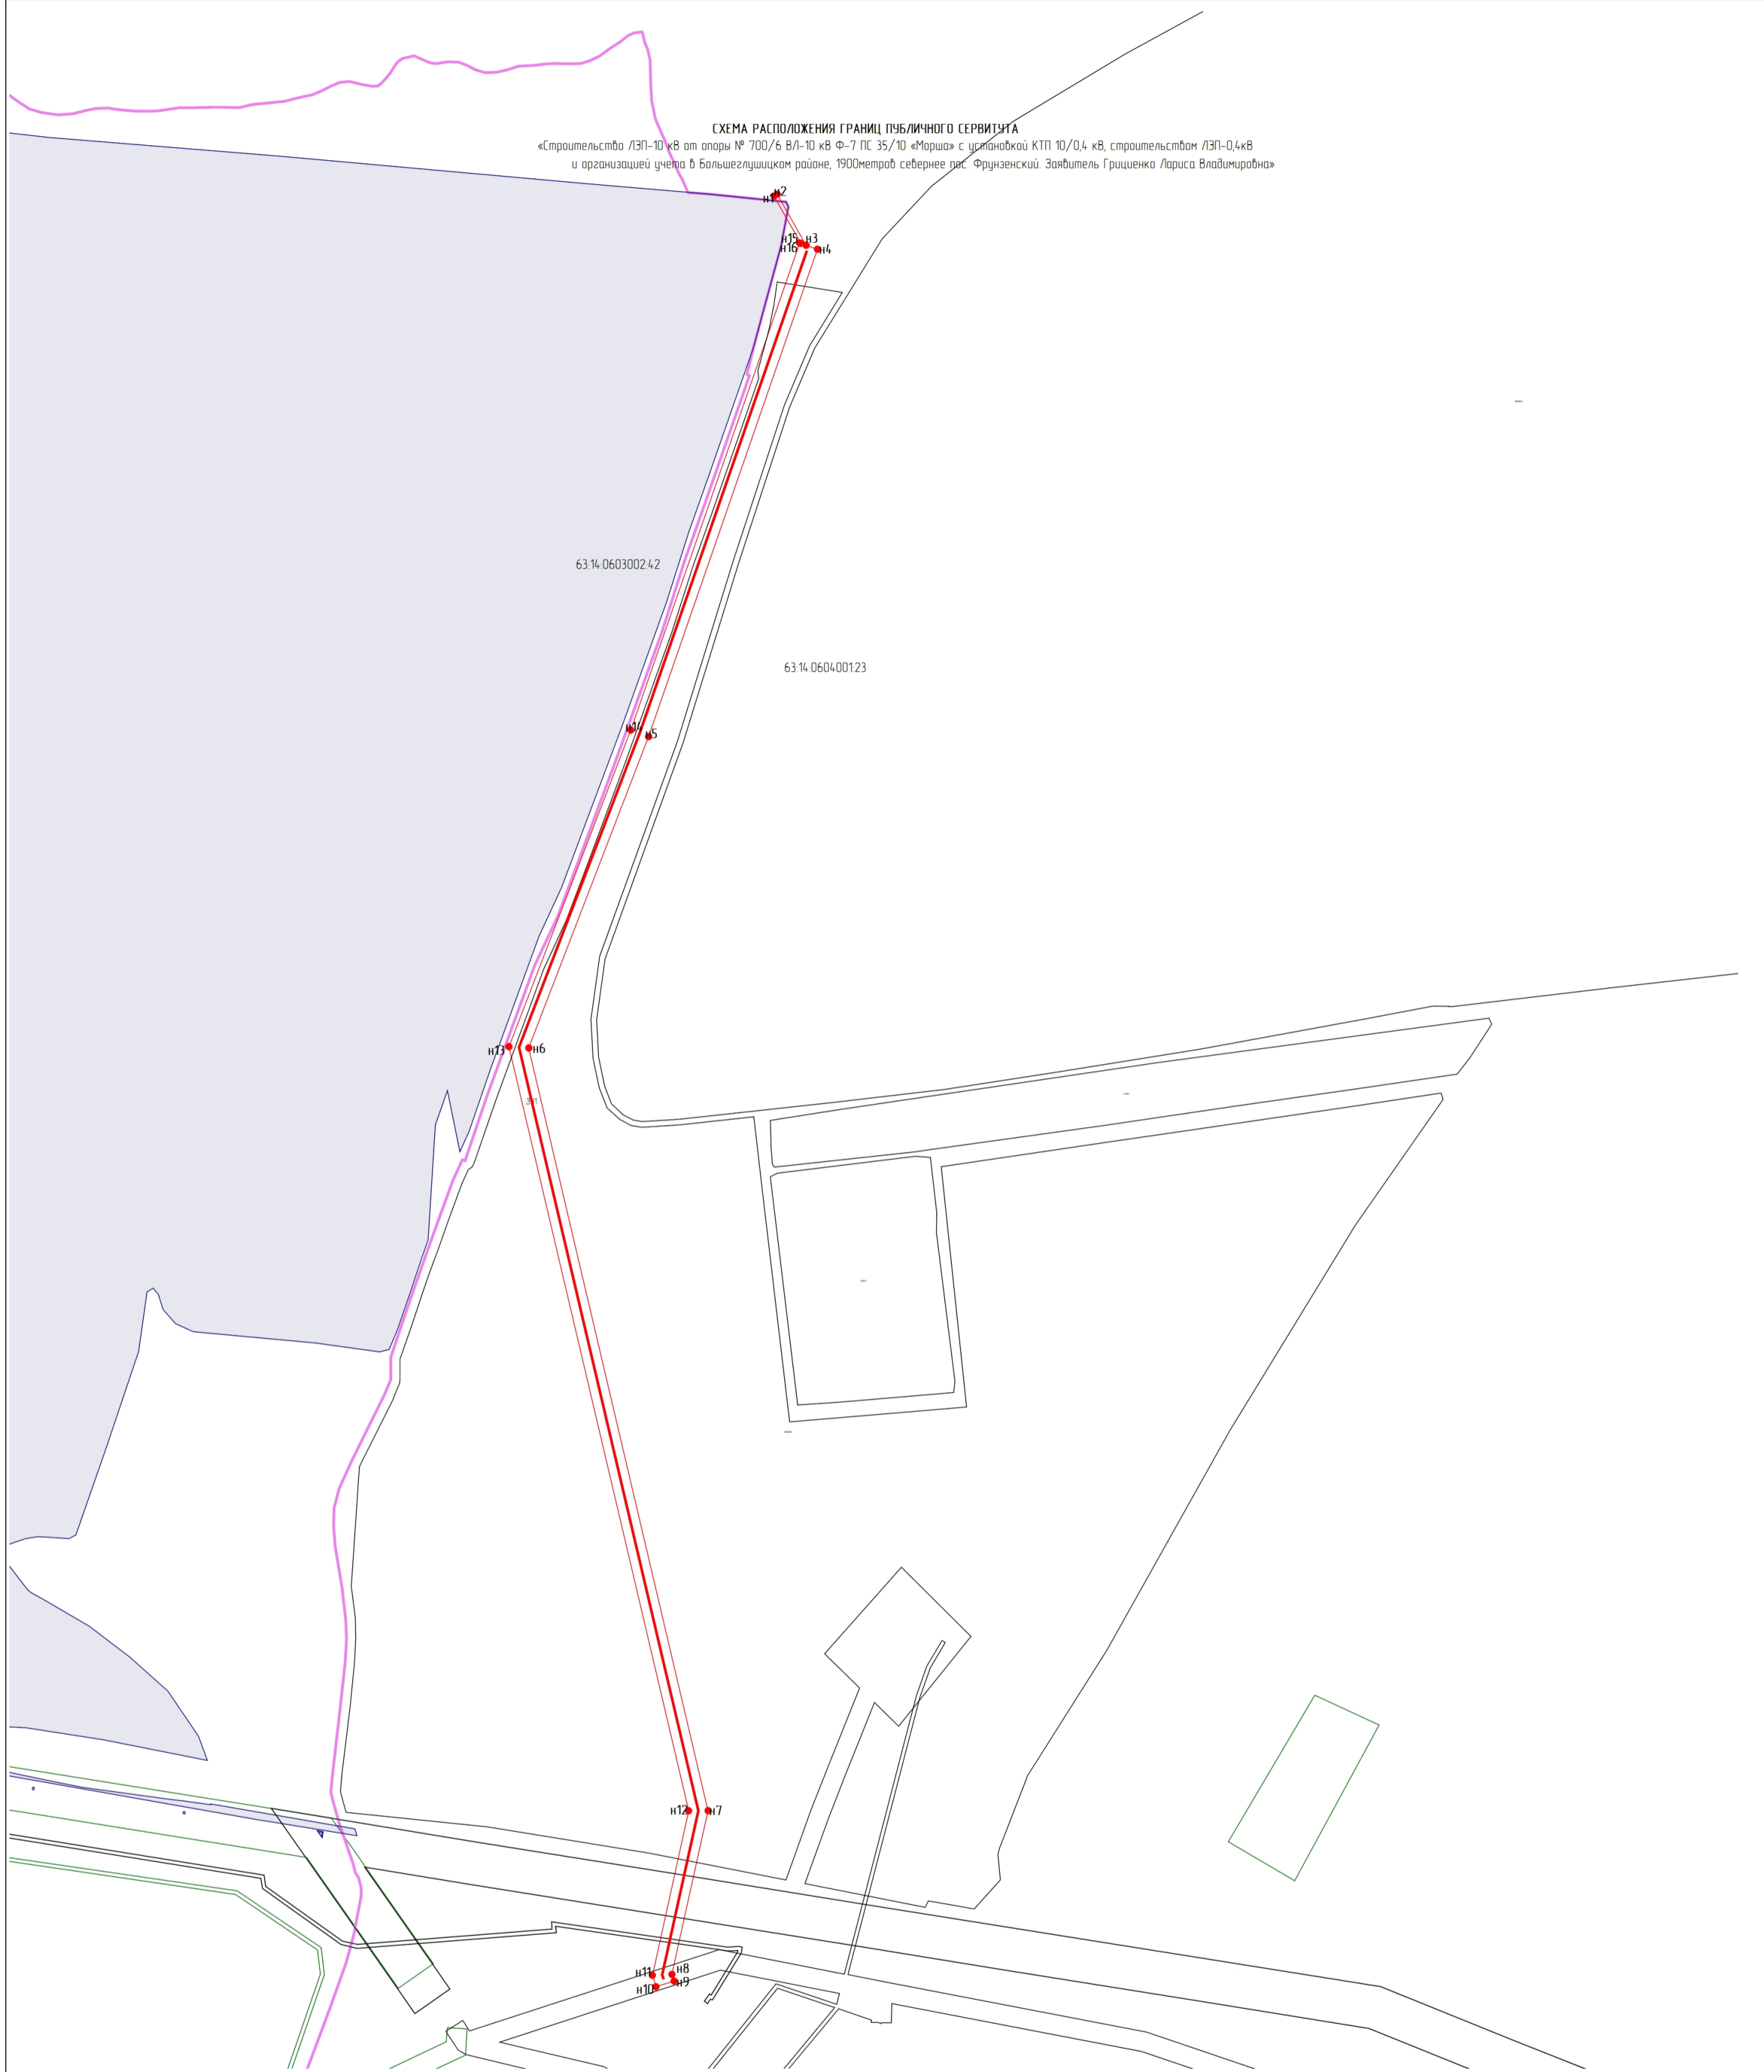 СХЕМА РАСПОЛОЖЕНИЯ ГРАНИЦ ПУБЛИЧНОГО СЕРВИТУТА
«Строительство ЛЭП-10 кВ от опоры № 700/6 ВЛ-10 кВ Ф-7 ПС 35/10 «Морша» с установкой КТП 10/0,4 кВ, строительством ЛЭП-0,4кВ
и организацией учета в Большеглушицком районе, 1900метров севернее пос. Фрунзенский. Заявитель Гриценко Лариса Владимировна»
н2
н1
н15
н3
н16
н4
63:14:0603002:42
63:14:0604001:23
н14
н5
н13
н6
н12
н7
н11
н8
н10
н9